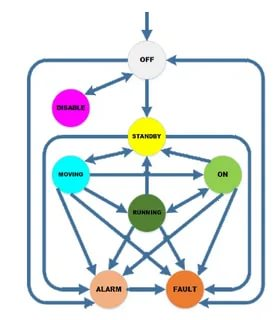 OFF
DISABLE
STANDBY
MOVING
ON
RUNNING
ALARM
FAULT